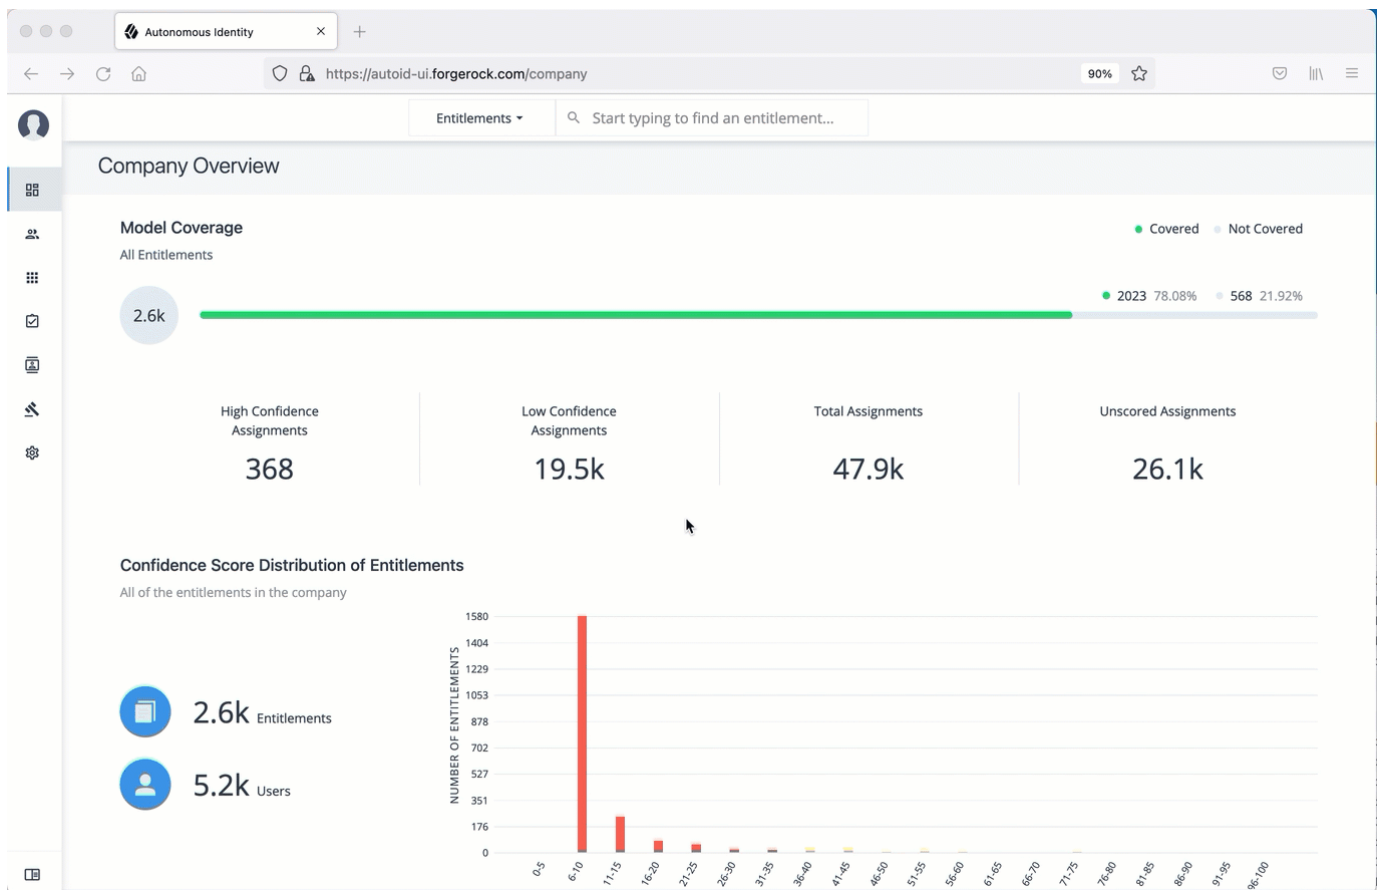 Autonomous Identity
https://autoid-ui.forgerock.com/company
90%
Entitlements
Start typing to find an entitlement...
Company Overview
Model Coverage
Covered
Not Covered
All Entitlements
2023 78.08%
568 21.92%
2.6k
High Confidence
Assignments
368
Low Confidence
Assignments
19.5k
Total Assignments
47.9k
Unscored Assignments
26.1k
Confidence Score Distribution of Entitlements
All of the entitlements in the company
2.6k Entitlements
5.2k Users
NUMBER OF ENTITLEMENTS
1580
1404
1229
1053
878
702
527
351
176
0
0-5
6-10
11-15
16-20
21-25
26-30
31-35
36-40
41-45
46-50
51-55
56-60
61-65
66-70
71-75
76-80
81-85
86-90
91-95
96-100